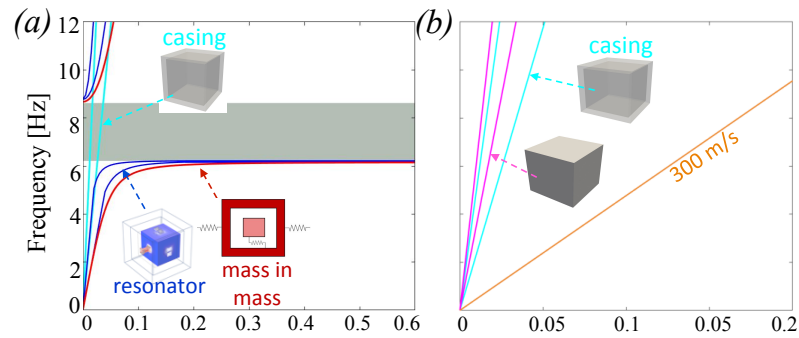 (a)
(b)
Frequency [Hz]
12
10
8
6
4
2
0
casing
resonator
mass in
mass
0 0.1 0.2 0.3 0.4 0.5 0.6
casing
300 m/s
0 0.05 0.1 0.05 0.2